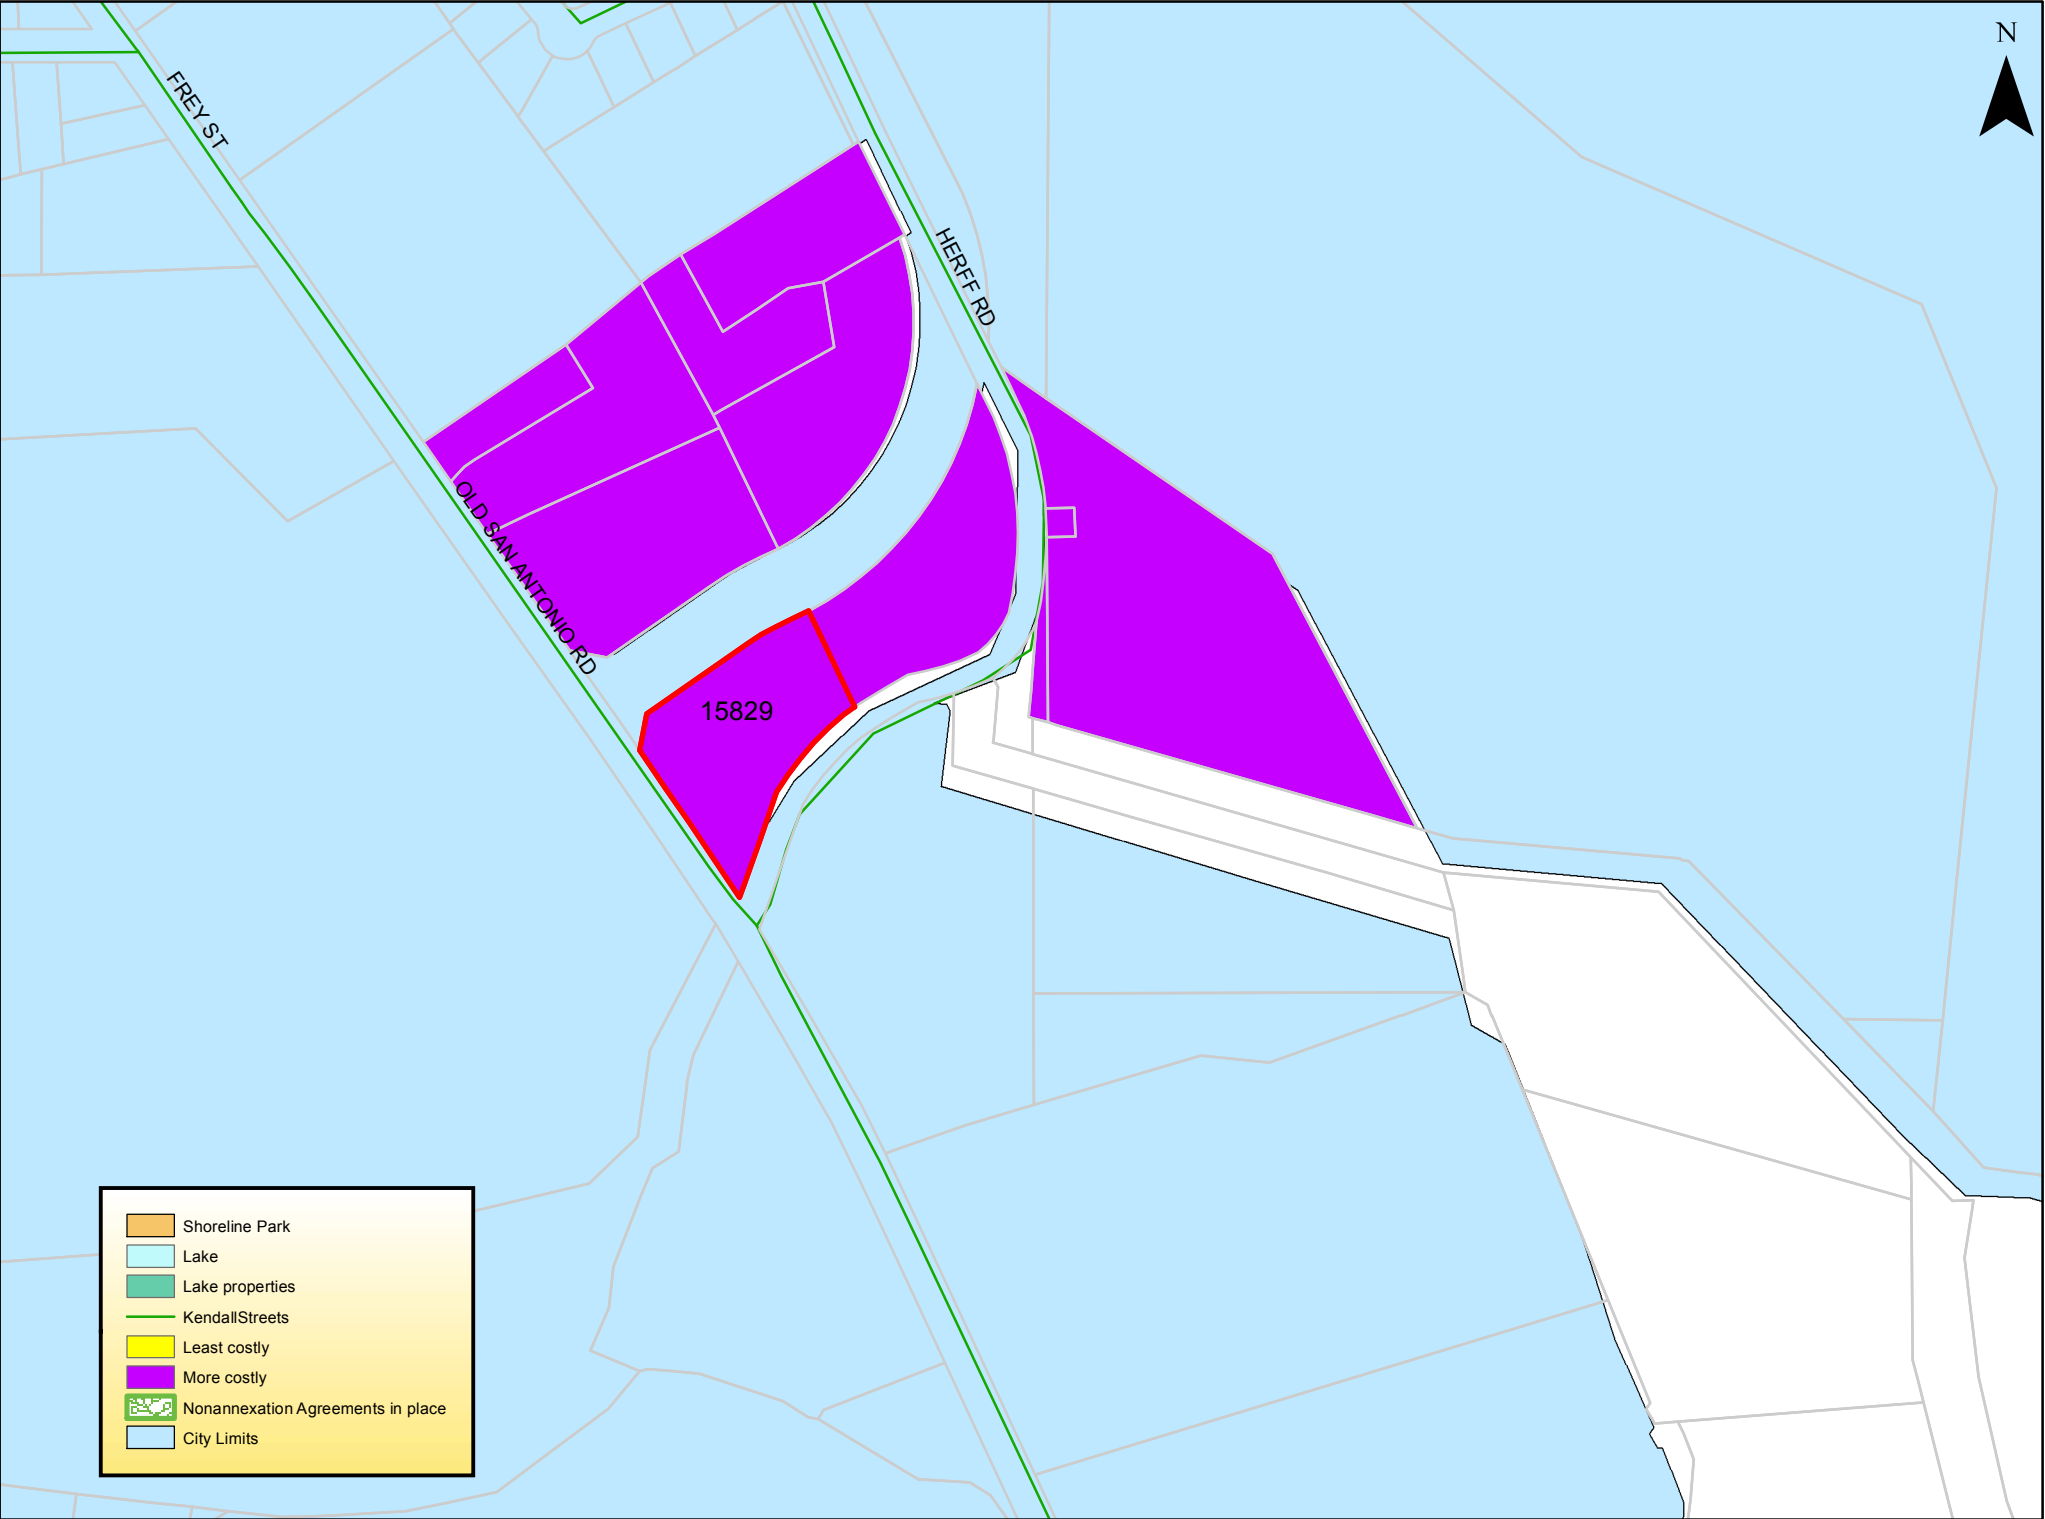 N
FREY ST
HERFF RD
OLD SAN ANTONIO RD
15829
Shoreline Park
Lake
Lake properties
KendallStreets
Least costly
More costly
Nonannexation Agreements in place
City Limits